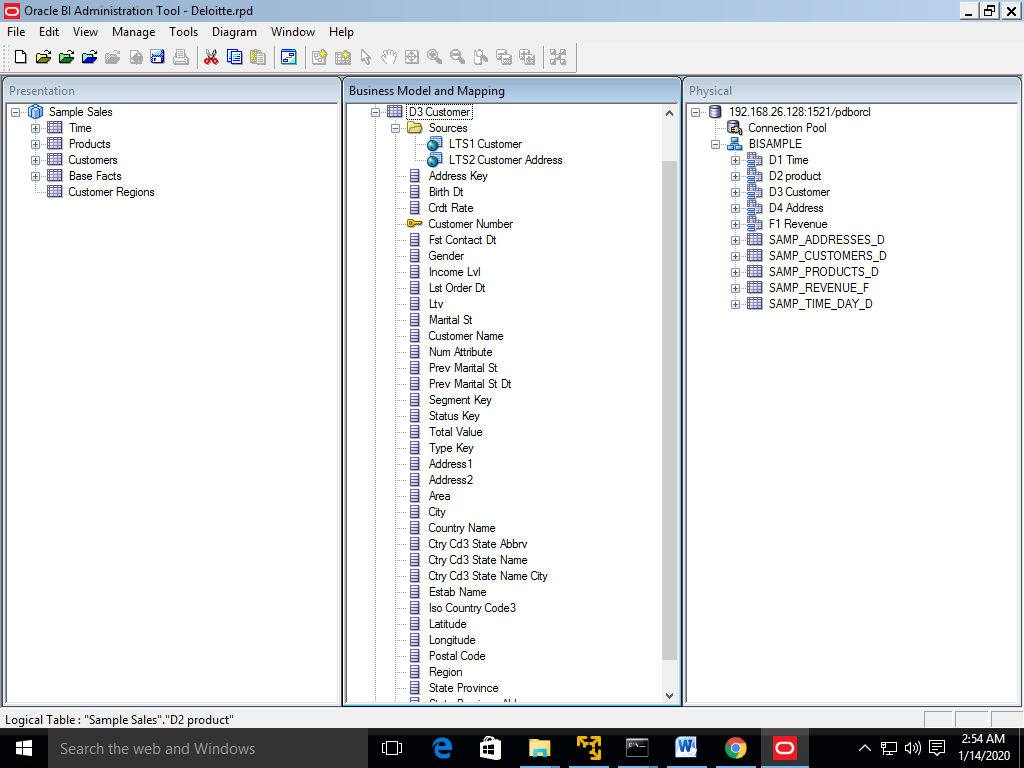 Oracle BI Administration Tool - Deloitte.rpd
File Edit View Manage Tools Diagram Window Help
Presentation
Sample Sales
Time
Products
Customers
Base Facts
Customer Regions
Business Model and Mapping
D3 Customer
Sources
LTS1 Customer
LTS2 Customer Address
Address Key
Birth Dt
Crdt Rate
Customer Number
Fst Contact Dt
Gender
Income Lvl
Lst Order Dt
Ltv
Marital St
Customer Name
Num Attribute
Prev Marital St
Prev Marital St Dt
Segment Key
Status Key
Total Value
Type Key
Address1
Address2
Area
City
Country Name
Ctry Cd3 State Abbrv
Ctry Cd3 State Name
Ctry Cd3 State Name City
Estab Name
Iso Country Code3
Latitude
Longitude
Postal Code
Region
State Province
Physical
192.168.26.128:1521/pdborcl
Connection Pool
BISAMPLE
D1 Time
D2 product
D3 Customer
D4 Address
F1 Revenue
SAMP_ADDRESSES_D
SAMP_CUSTOMERS_D
SAMP_PRODUCTS_D
SAMP_REVENUE_F
SAMP_TIME_DAY_D
Logical Table : "Sample Sales"."D2 product"
Search the web and Windows
2:54 AM
1/14/2020